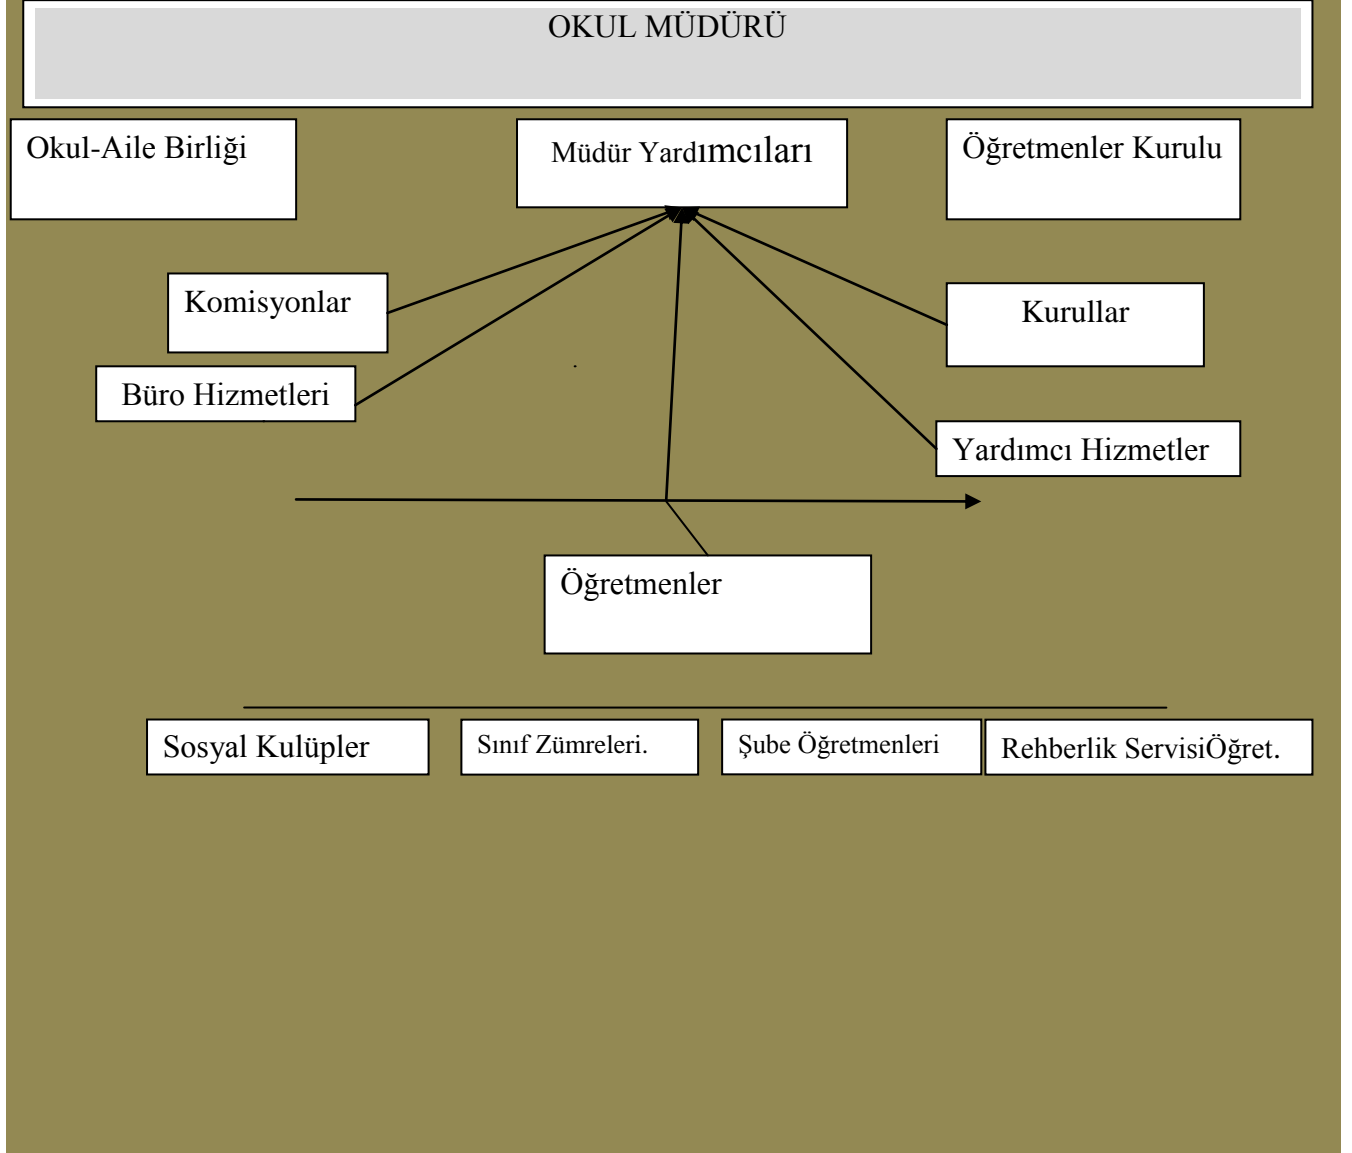 OKUL MÜDÜRÜ
Okul-Aile Birliği
Müdür Yardımcıları
Öğretmenler Kurulu
Komisyonlar
Kurullar
Büro Hizmetleri
Yardımcı Hizmetler
Öğretmenler
Sosyal Kulüpler
Sınıf Zümreleri.
Şube Öğretmenleri
Rehberlik ServisiÖğret.